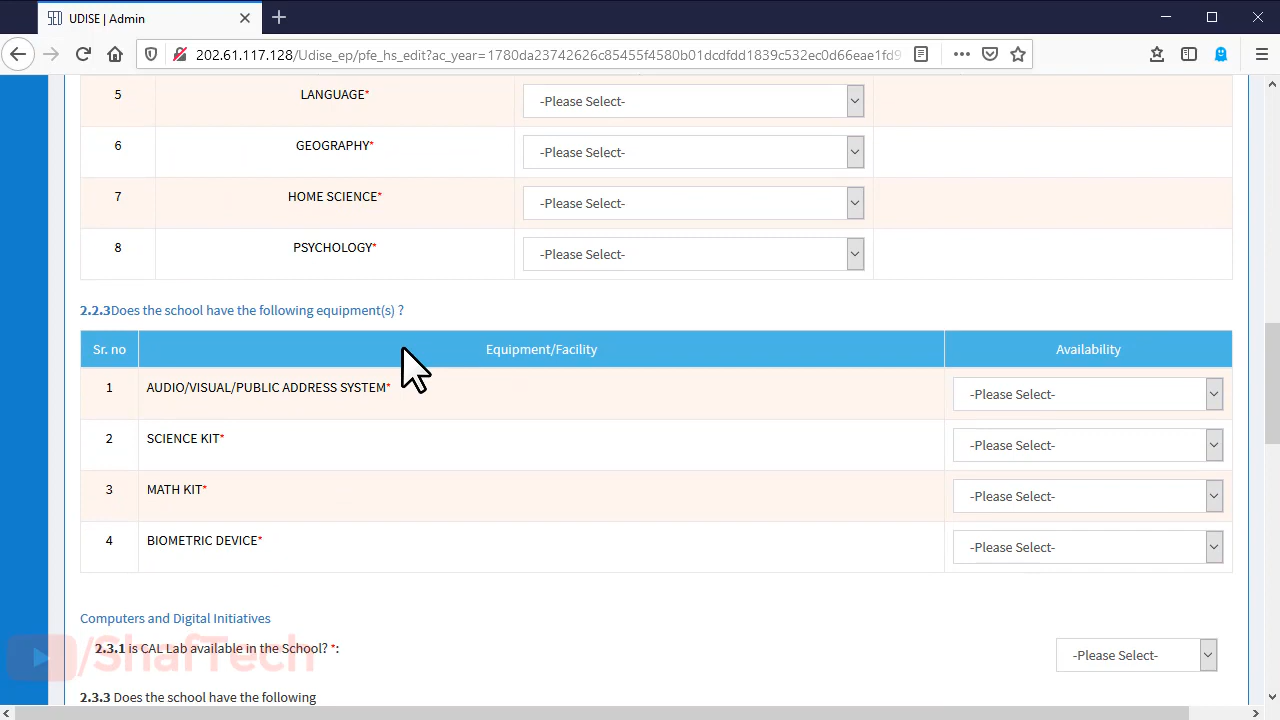 UDISE | Admin
202.61.117.128/Udise_ep/pfe_hs_edit?ac_year=1780da23742626c85455f4580b01dcdfdd1839c532ec0d66eae1fd9
5 LANGUAGE* -Please Select-
6 GEOGRAPHY* -Please Select-
7 HOME SCIENCE* -Please Select-
8 PSYCHOLOGY* -Please Select-
2.2.3Does the school have the following equipment(s) ?
Sr. no Equipment/Facility Availability
1 AUDIO/VISUAL/PUBLIC ADDRESS SYSTEM* -Please Select-
2 SCIENCE KIT* -Please Select-
3 MATH KIT* -Please Select-
4 BIOMETRIC DEVICE* -Please Select-
Computers and Digital Initiatives
2.3.1 is CAL Lab available in the School? *: -Please Select-
/ShafTech
2.3.3 Does the school have the following